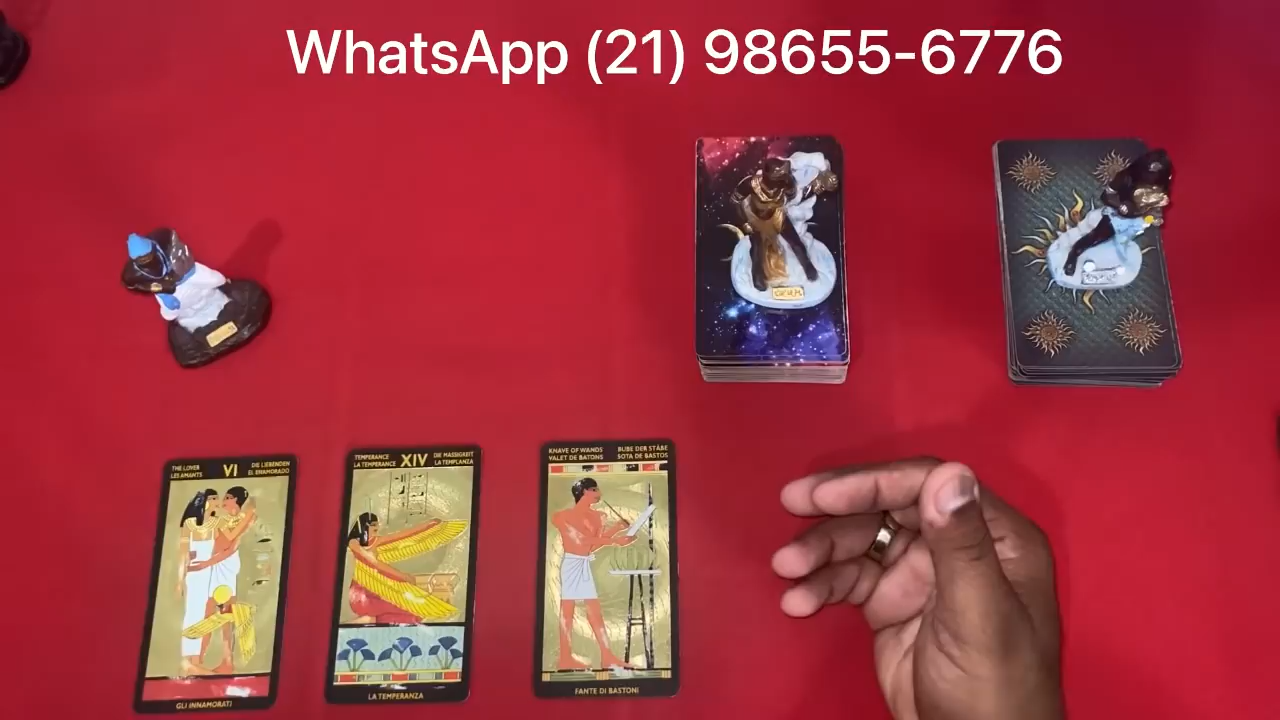 WhatsApp (21) 98655-6776
THE LOVER
LES AMANTS
VI
DIE LIEBENDEN
EL ENAMORADO
GLI INNAMORATI
TEMPERANCE
LA TEMPERANCE
XIV
DIE MÄSSIGKEIT
LA TEMPLANZA
LA TEMPERANZA
KNAVE OF WANDS
VALET DE BATONS
BUBE DER STÄBE
SOTA DE BASTOS
FANTE DI BASTONI